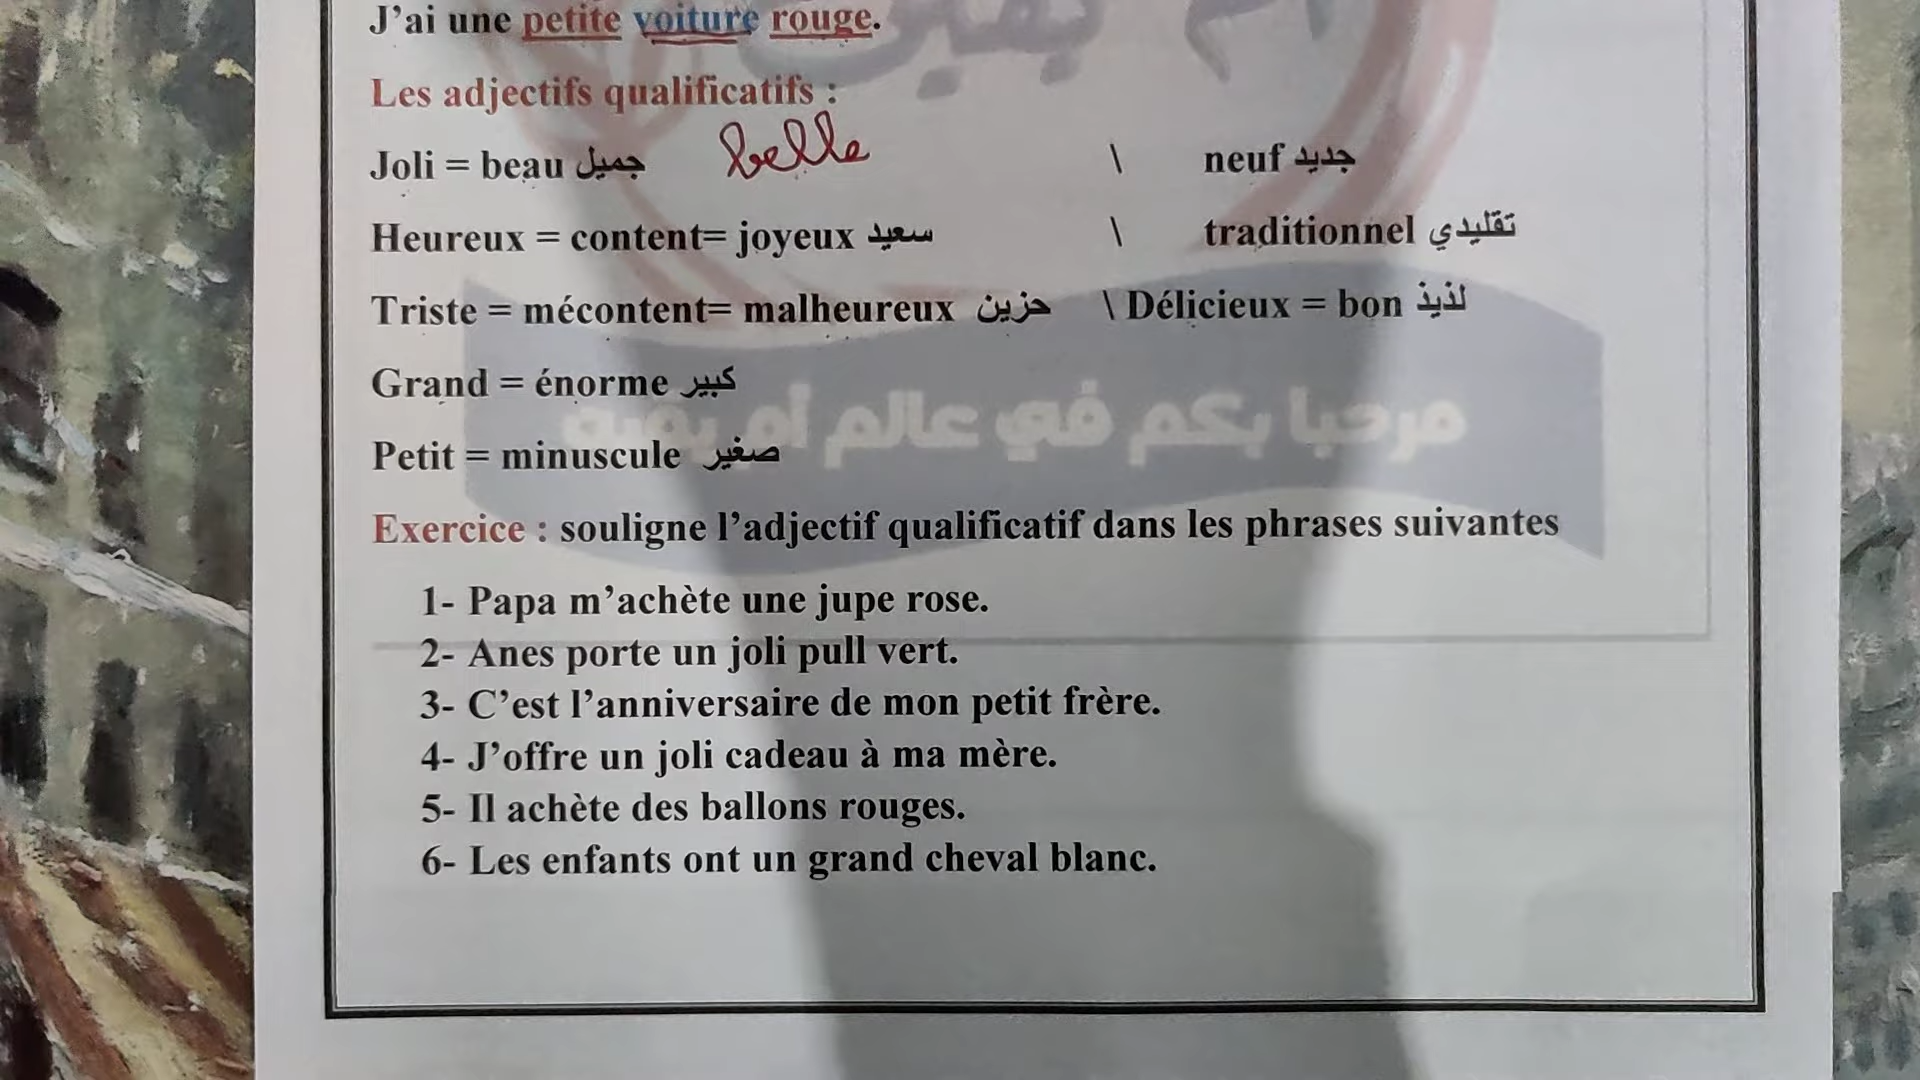 J'ai une petite voiture rouge.
Les adjectifs qualificatifs :
Joli = beau جميل belle \ neuf جديد
Heureux = content= joyeux سعيد \ traditionnel تقليدي
Triste = mécontent= malheureux حزين \ Délicieux = bon لذيذ
Grand = énorme كبير
مرحبا بكم في عالم أم
Petit = minuscule صغير
Exercice : souligne l'adjectif qualificatif dans les phrases suivantes
1- Papa m'achète une jupe rose.
2- Anes porte un joli pull vert.
3- C'est l'anniversaire de mon petit frère.
4- J'offre un joli cadeau à ma mère.
5- Il achète des ballons rouges.
6- Les enfants ont un grand cheval blanc.